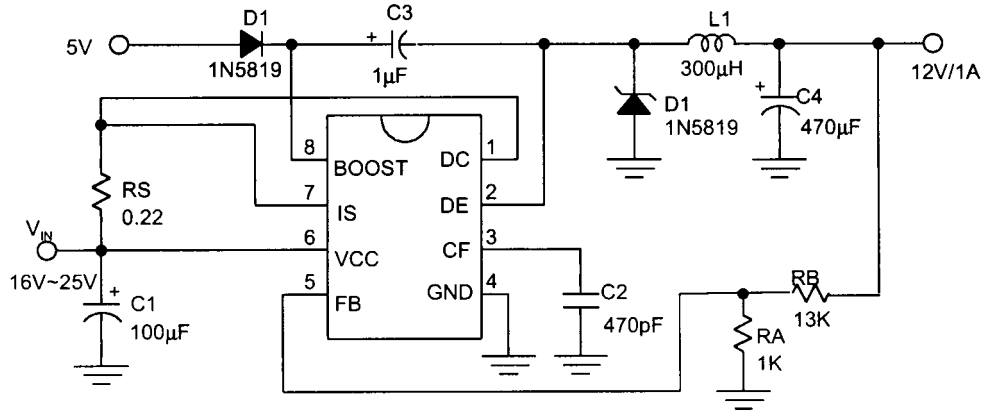 D1
C3
L1
5V
+
1N5819
1µF
300µH
12V/1A
+
C4
470µF
D1
1N5819
8
BOOST
DC
1
7
IS
DE
2
RS
0.22
V_IN
6
VCC
CF
3
16V~25V
5
FB
GND
4
+
C1
100µF
C2
470pF
RB
13K
RA
1K